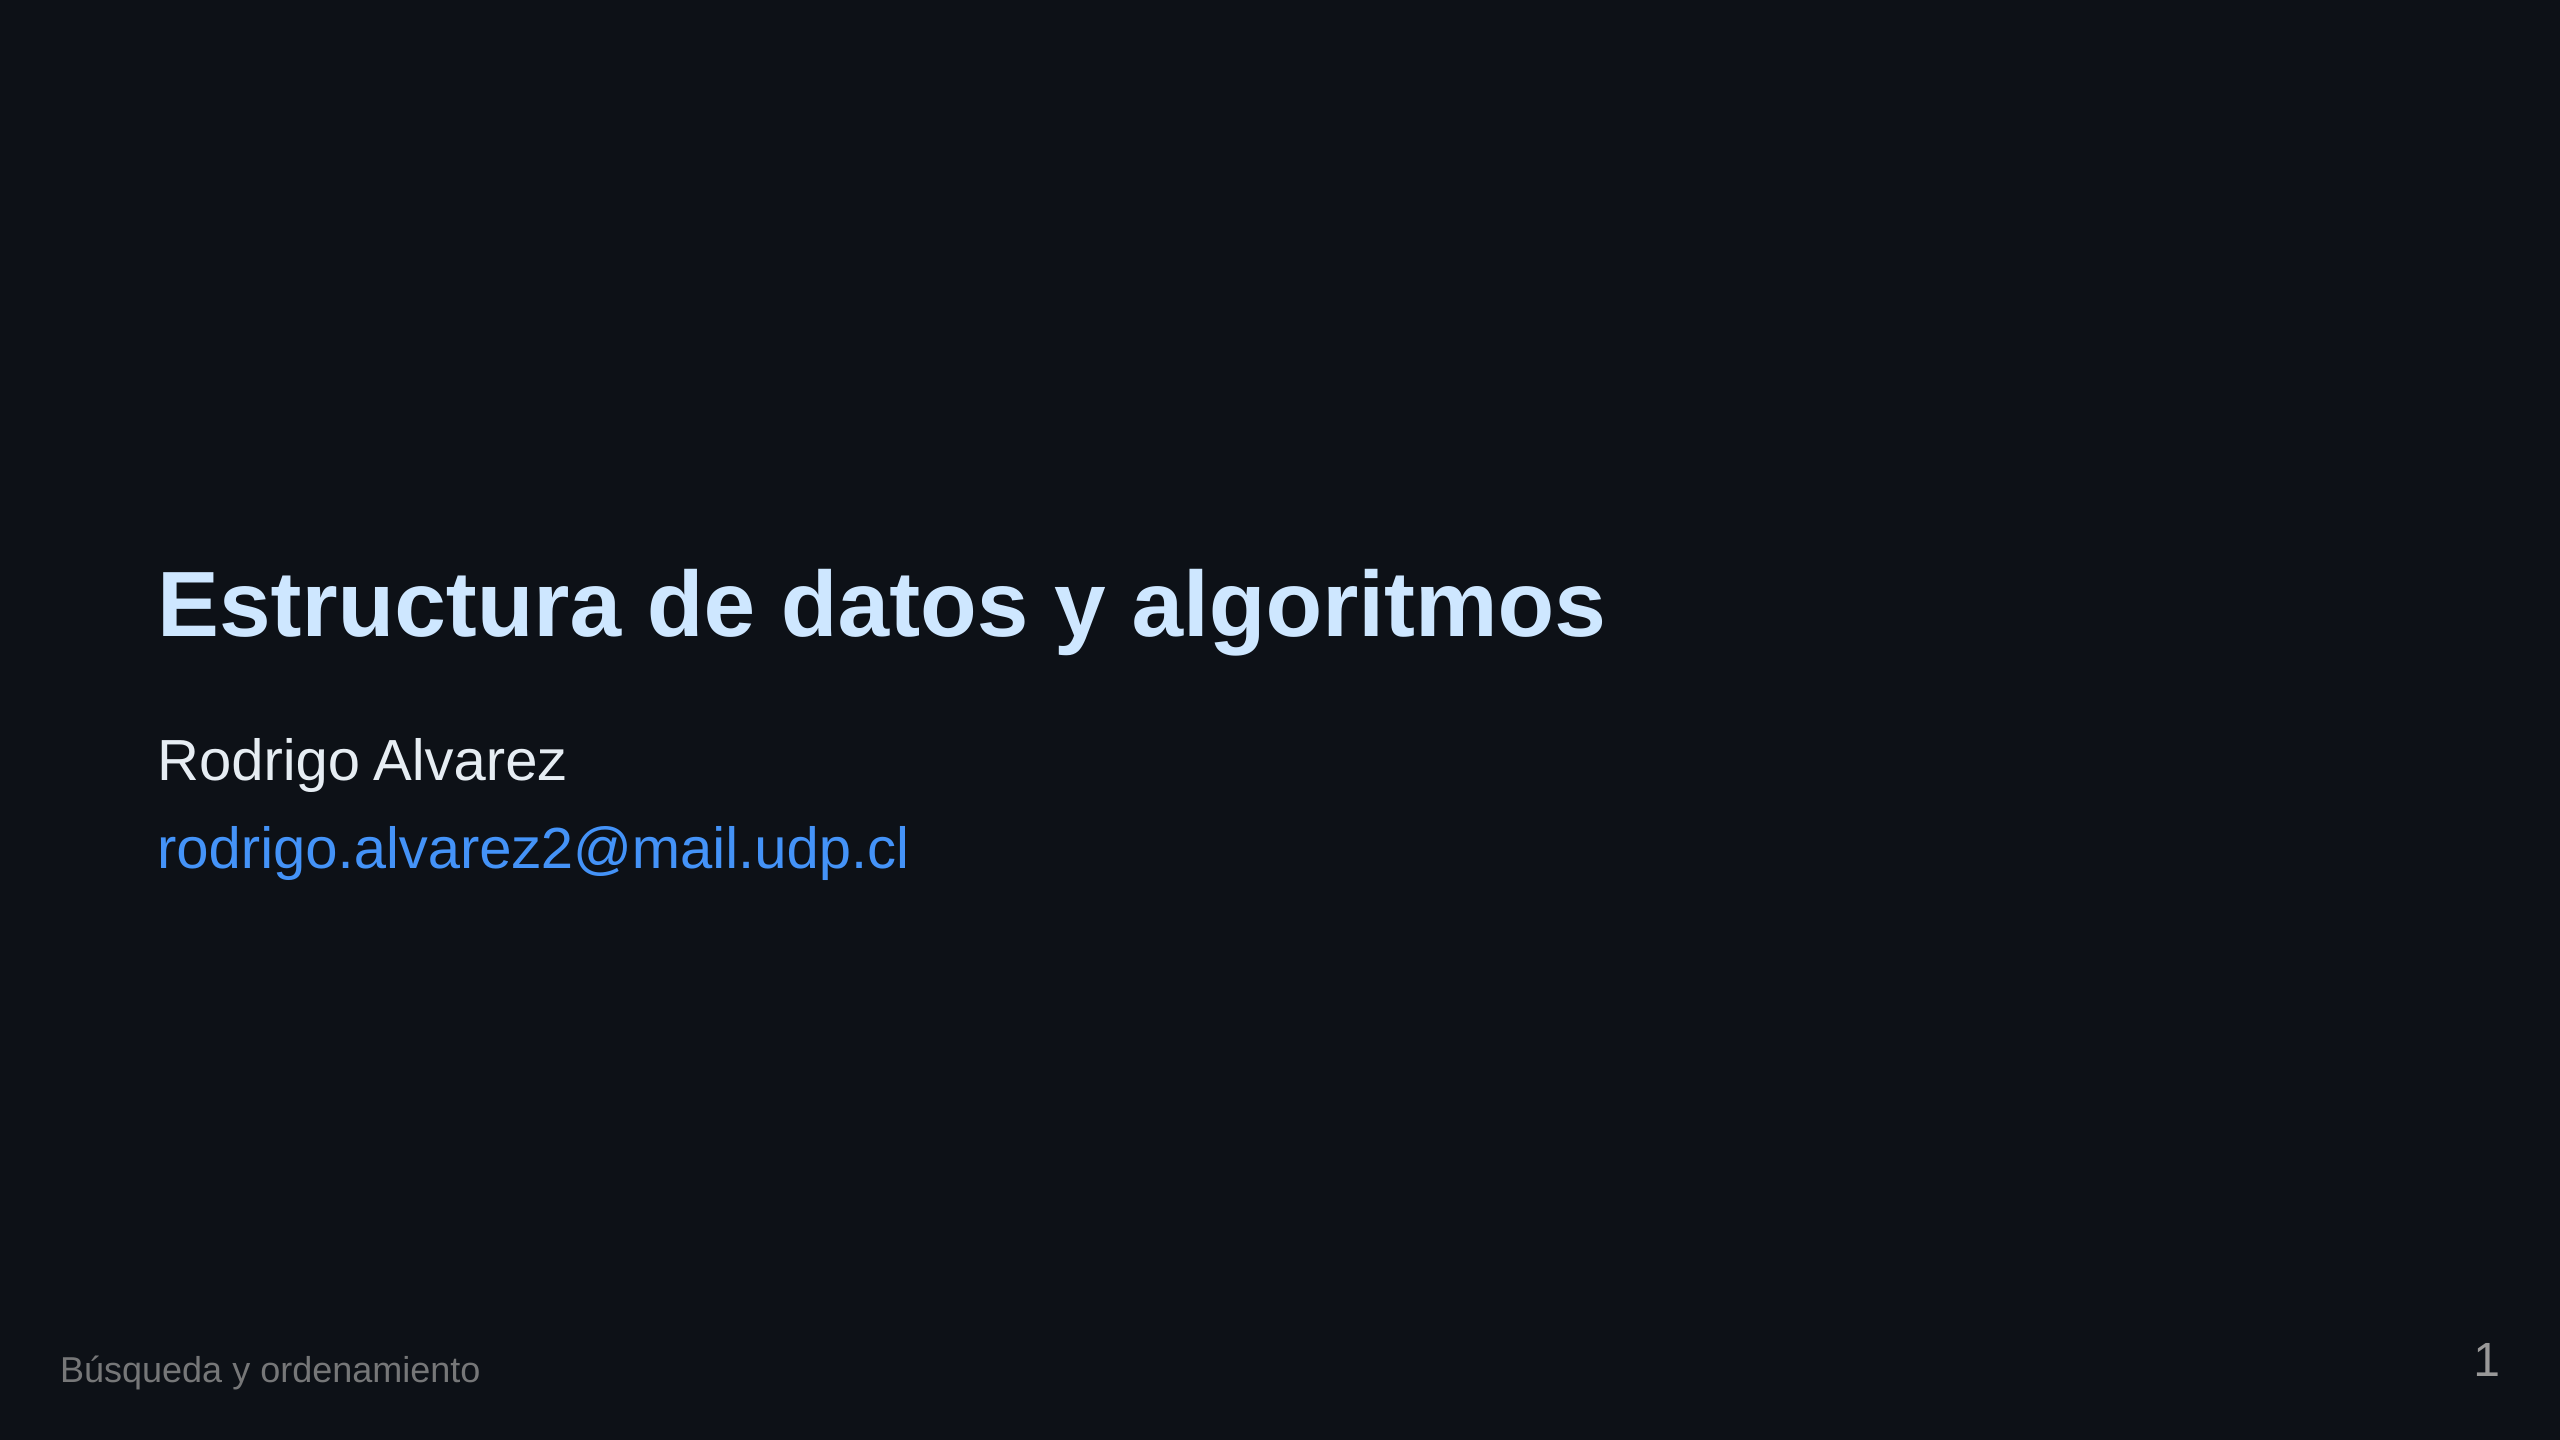 Estructura de datos y algoritmos
Rodrigo Alvarez
rodrigo.alvarez2@mail.udp.cl
Búsqueda y ordenamiento
1